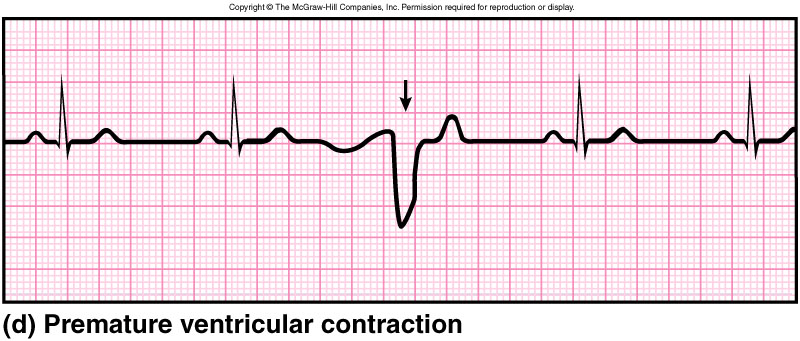 Copyright © The McGraw-Hill Companies, Inc. Permission required for reproduction or display.
(d) Premature ventricular contraction